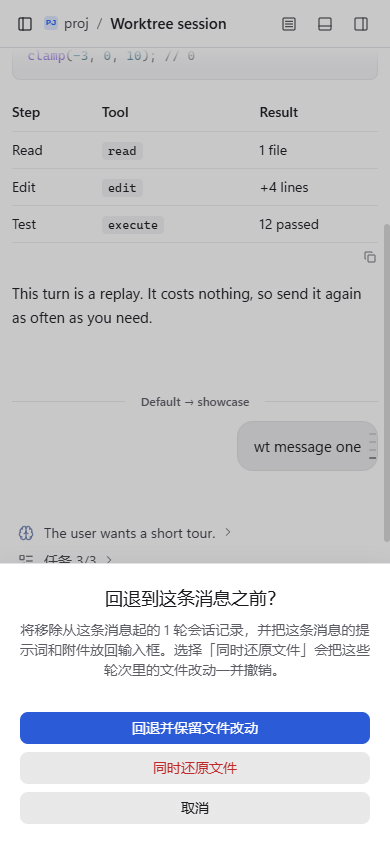 PJ proj / Worktree session
clamp(-3, 0, 10); // 0
Step Tool Result
Read read 1 file
Edit edit +4 lines
Test execute 12 passed
This turn is a replay. It costs nothing, so send it again
as often as you need.
Default → showcase
wt message one
The user wants a short tour.
任务 3/3
回退到这条消息之前？
将移除从这条消息起的 1 轮会话记录，并把这条消息的提
示词和附件放回输入框。选择「同时还原文件」会把这些
轮次里的文件改动一并撤销。
回退并保留文件改动
同时还原文件
取消